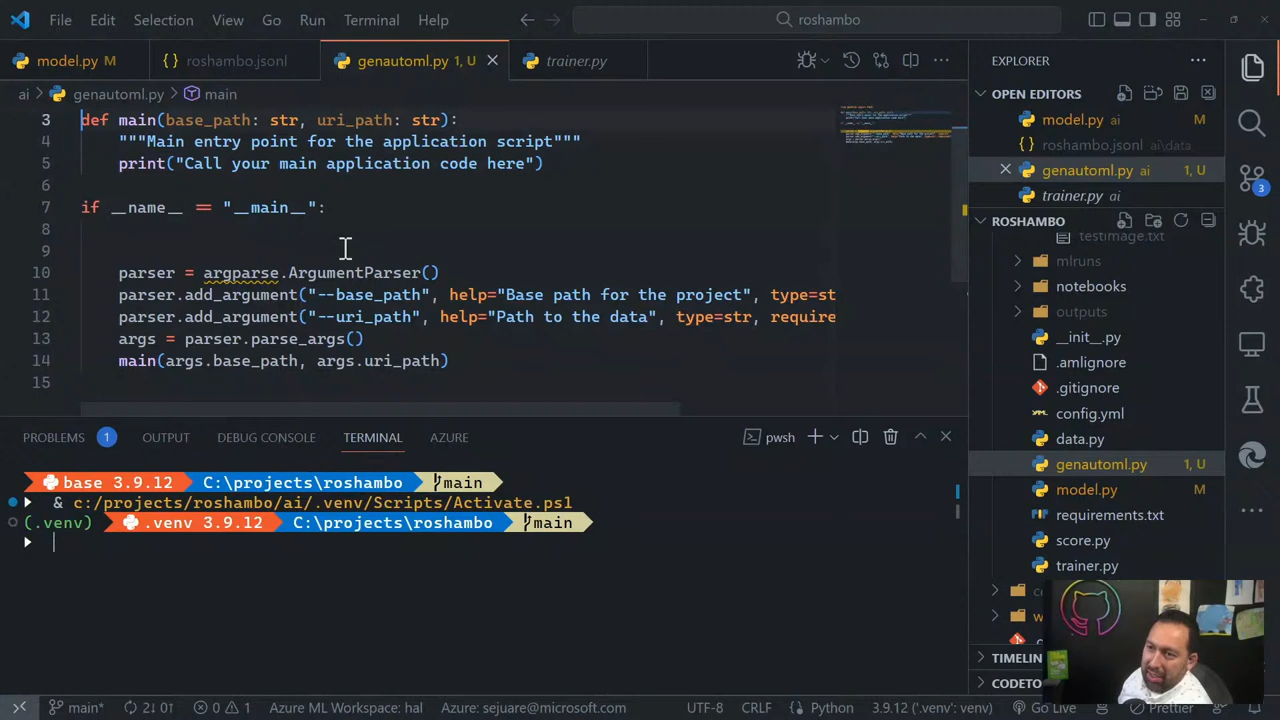 File Edit Selection View Go Run Terminal Help
roshambo
model.py M
roshambo.jsonl
genautoml.py 1, U
trainer.py
ai > genautoml.py > main
3 def main(base_path: str, uri_path: str):
4 """Main entry point for the application script"""
5 print("Call your main application code here")
6
7 if __name__ == "__main__":
8
9
10 parser = argparse.ArgumentParser()
11 parser.add_argument("--base_path", help="Base path for the project", type=st
12 parser.add_argument("--uri_path", help="Path to the data", type=str, require
13 args = parser.parse_args()
14 main(args.base_path, args.uri_path)
15
PROBLEMS 1 OUTPUT DEBUG CONSOLE TERMINAL AZURE
pwsh
base 3.9.12 C:\projects\roshambo main
& c:/projects/roshambo/ai/.venv/Scripts/Activate.ps1
(.venv) .venv 3.9.12 C:\projects\roshambo main
EXPLORER
OPEN EDITORS
model.py ai M
roshambo.jsonl ai\data
genautoml.py ai 1, U
trainer.py ai
ROSHAMBO
testimage.txt
mlruns
notebooks
outputs
__init__.py
.amlignore
.gitignore
config.yml
data.py
genautoml.py 1, U
model.py M
requirements.txt
score.py
trainer.py
TIMELIN
CODETO
3
main* 2↓ 0↑ 0 1 Azure ML Workspace: hal Azure: sejuare@microsoft.com UTF-8 CRLF Python 3.9.12 ('.venv': venv) Go Live Prettier